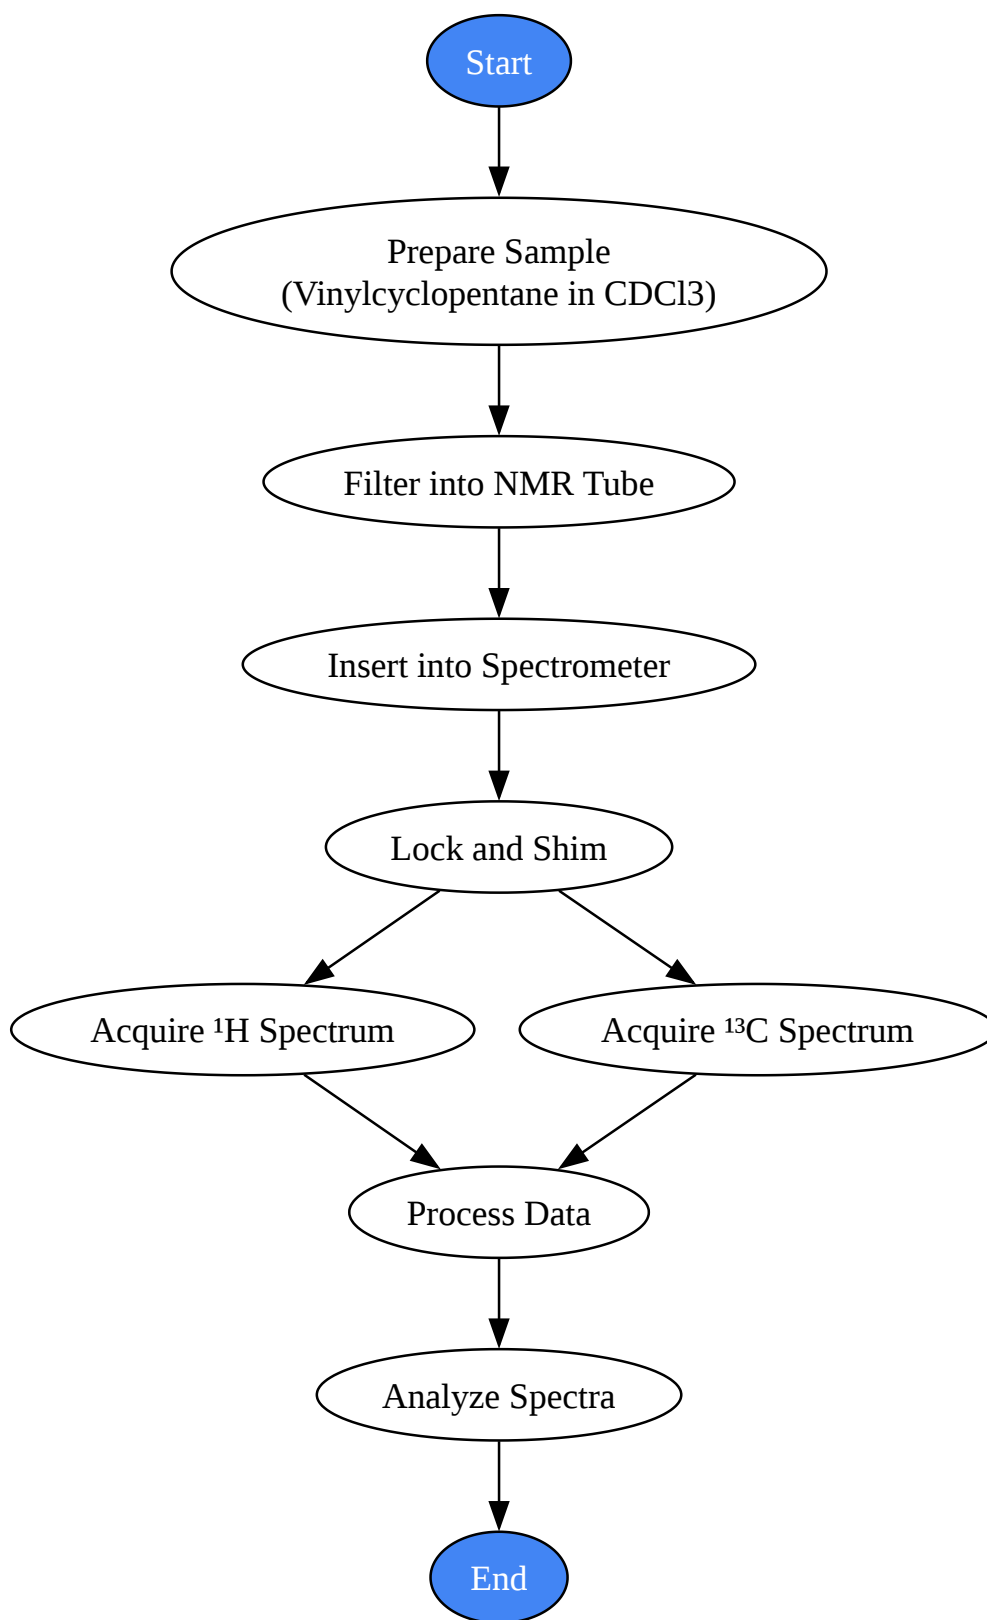 Start
Prepare Sample
(Vinylcyclopentane in CDCl3)
Filter into NMR Tube
Insert into Spectrometer
Lock and Shim
Acquire ¹H Spectrum
Acquire ¹³C Spectrum
Process Data
Analyze Spectra
End